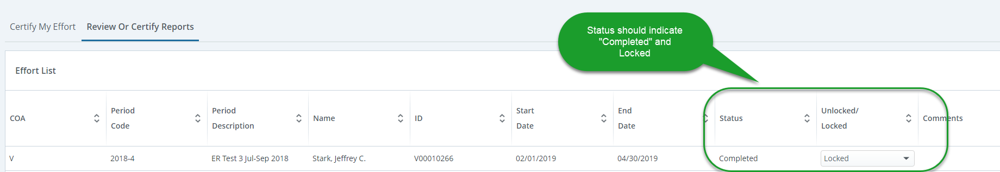 Certify My Effort Review Or Certify Reports
Status should indicate
"Completed" and
Locked
Effort List
COA Period Code Period Description Name ID Start Date End Date Status Unlocked/ Locked Comments
V 2018-4 ER Test 3 Jul-Sep 2018 Stark, Jeffrey C. V00010266 02/01/2019 04/30/2019 Completed Locked